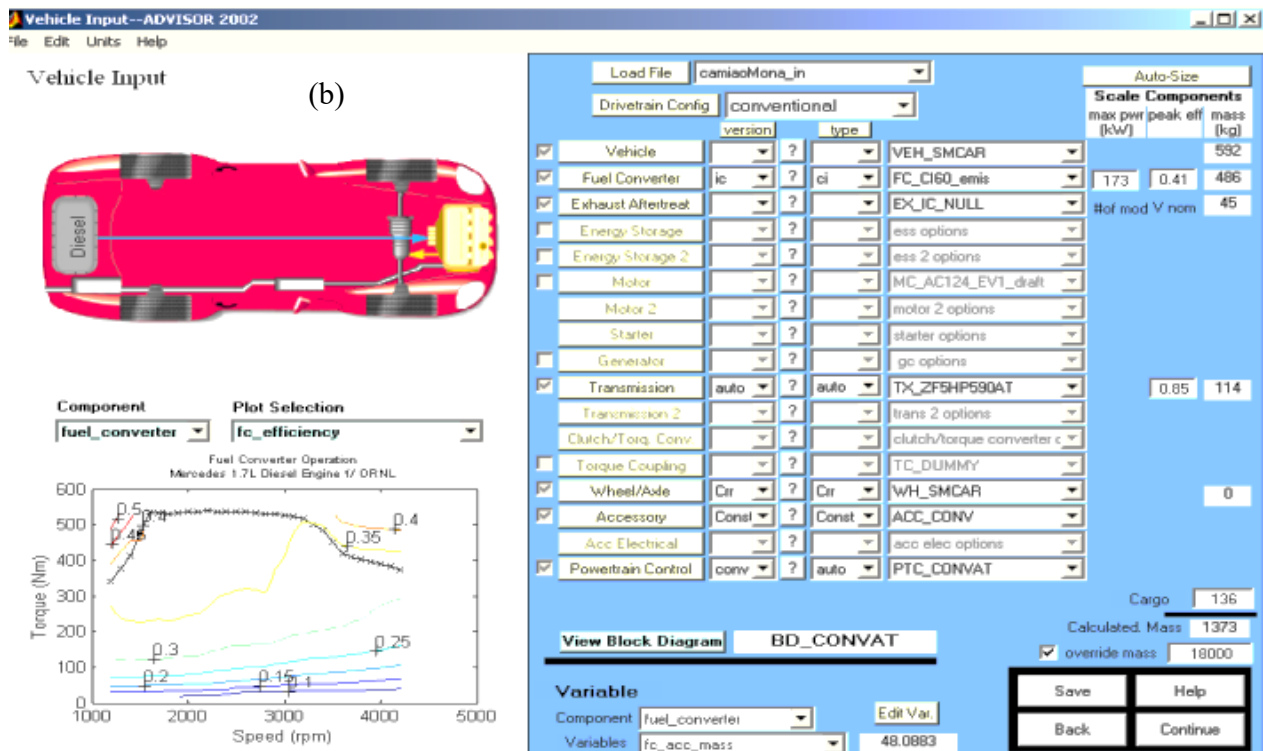 Vehicle Input--ADVISOR 2002
File Edit Units Help
Vehicle Input
(b)
Diesel
Component Plot Selection
fuel_converter fc_efficiency
Fuel Converter Operation
Mercedes 1.7L Diesel Engine f/ ORNL
600
500
400
300
200
100
0
Torque (Nm)
0.5
0.45
0.4
0.4
0.35
0.3
0.25
0.2
0.15
0.1
1000 2000 3000 4000 5000
Speed (rpm)
Load File camiaoMona_in
Drivetrain Config conventional
version type
Auto-Size
Scale Components
max pwr peak eff mass
(kW) (kg)
Vehicle ? VEH_SMCAR 592
Fuel Converter ic ? ci FC_CI60_emis 173 0.41 486
Exhaust Aftertreat ? EX_IC_NULL #of mod V nom 45
Energy Storage ? ess options
Energy Storage 2 ? ess 2 options
Motor ? MC_AC124_EV1_draft
Motor 2 ? motor 2 options
Starter ? starter options
Generator ? gc options
Transmission auto ? auto TX_ZF5HP590AT 0.85 114
Transmission 2 ? trans 2 options
Clutch/Torq. Conv ? clutch/torque converter c
Torque Coupling ? TC_DUMMY
Wheel/Axle Crr ? Crr WH_SMCAR 0
Accessory Const ? Const ACC_CONV
Acc Electrical ? acc elec options
Powertrain Control conv ? auto PTC_CONVAT
Cargo 136
Calculated. Mass 1373
override mass 18000
View Block Diagram BD_CONVAT
Variable
Component fuel_converter Edit Var.
Variables fc_acc_mass 48.0883
Save Help
Back Continue